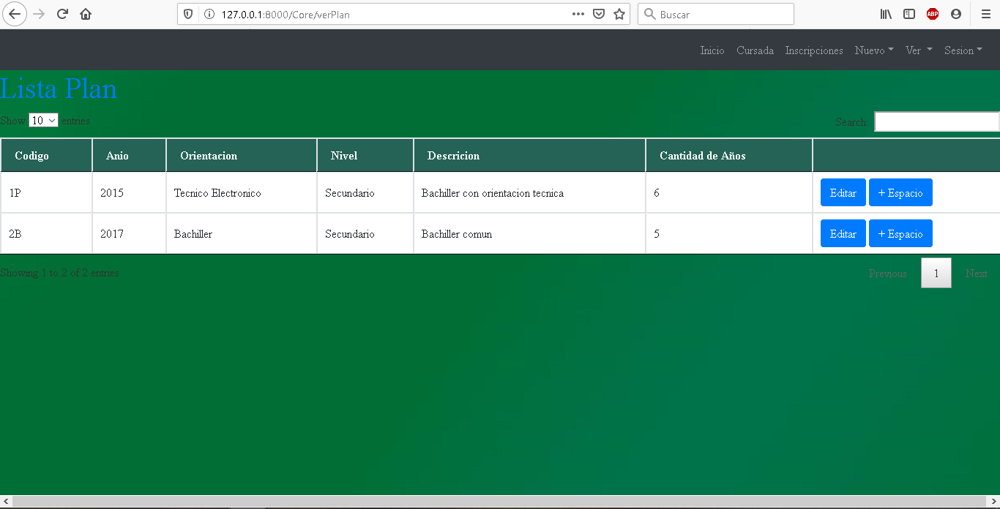 127.0.0.1:8000/Core/verPlan
Buscar
ABP
Inicio Cursada Inscripciones Nuevo Ver Sesion
Lista Plan
Show 10 entries
Search:
Codigo Anio Orientacion Nivel Descricion Cantidad de Años
1P 2015 Tecnico Electronico Secundario Bachiller con orientacion tecnica 6 Editar + Espacio
2B 2017 Bachiller Secundario Bachiller comun 5 Editar + Espacio
Showing 1 to 2 of 2 entries
Previous 1 Next